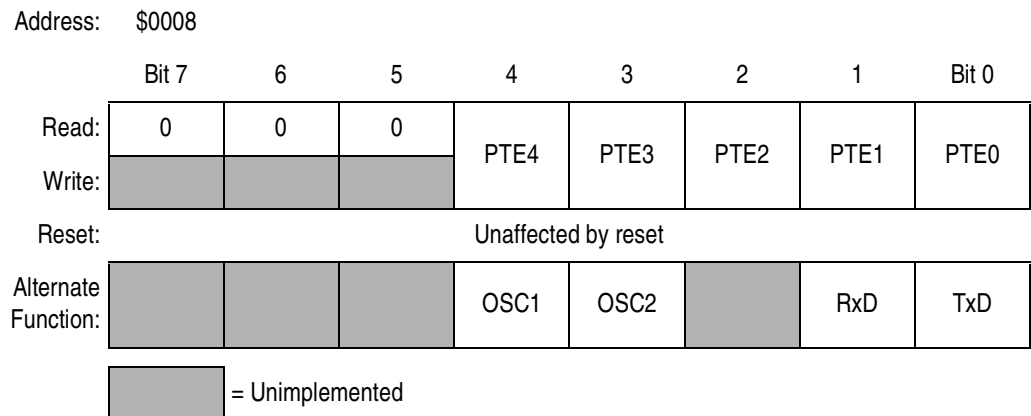 Address: $0008
Bit 7 6 5 4 3 2 1 Bit 0
Read: 0 0 0 PTE4 PTE3 PTE2 PTE1 PTE0
Write:
Reset: Unaffected by reset
Alternate Function: OSC1 OSC2 RxD TxD
= Unimplemented